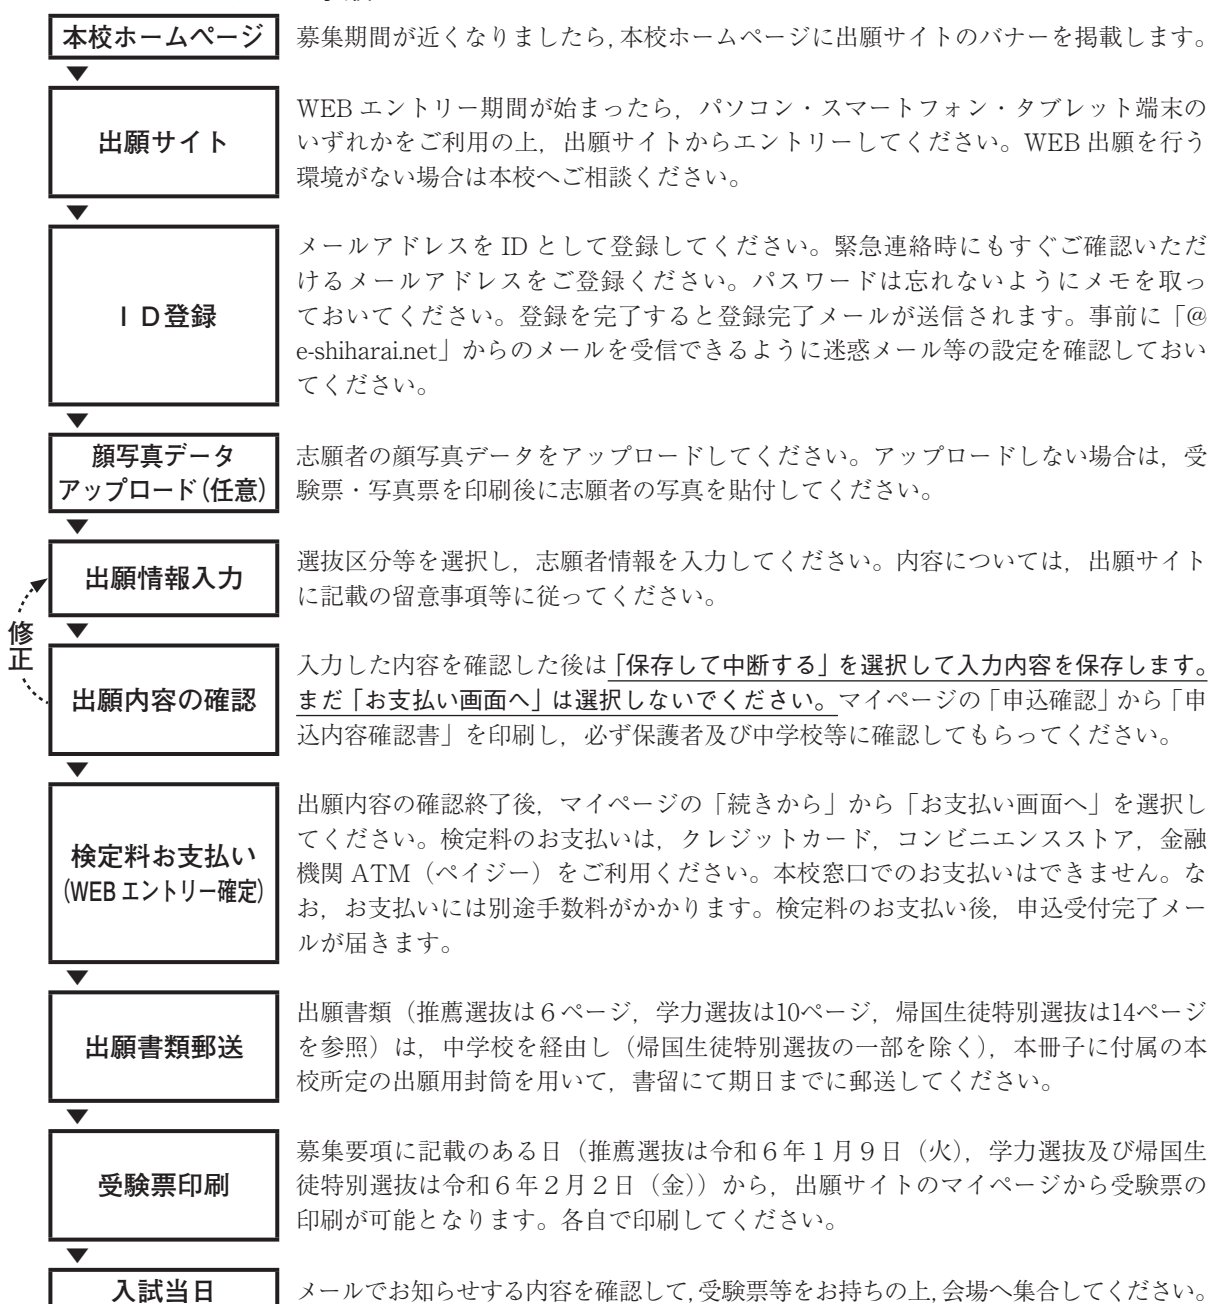 本校ホームページ
募集期間が近くなりましたら，本校ホームページに出願サイトのバナーを掲載します。
▼
出願サイト
WEB エントリー期間が始まったら，パソコン・スマートフォン・タブレット端末の
いずれかをご利用の上，出願サイトからエントリーしてください。WEB 出願を行う
環境がない場合は本校へご相談ください。
▼
ＩＤ登録
メールアドレスを ID として登録してください。緊急連絡時にもすぐご確認いただ
けるメールアドレスをご登録ください。パスワードは忘れないようにメモを取っ
ておいてください。登録を完了すると登録完了メールが送信されます。事前に「@
e-shiharai.net」からのメールを受信できるように迷惑メール等の設定を確認しておい
てください。
▼
顔写真データ
アップロード(任意)
志願者の顔写真データをアップロードしてください。アップロードしない場合は，受
験票・写真票を印刷後に志願者の写真を貼付してください。
▼
出願情報入力
選抜区分等を選択し，志願者情報を入力してください。内容については，出願サイト
に記載の留意事項等に従ってください。
修正
▼
出願内容の確認
入力した内容を確認した後は「保存して中断する」を選択して入力内容を保存します。
まだ「お支払い画面へ」は選択しないでください。マイページの「申込確認」から「申
込内容確認書」を印刷し，必ず保護者及び中学校等に確認してもらってください。
▼
検定料お支払い
(WEB エントリー確定)
出願内容の確認終了後，マイページの「続きから」から「お支払い画面へ」を選択し
てください。検定料のお支払いは，クレジットカード，コンビニエンスストア，金融
機関 ATM（ペイジー）をご利用ください。本校窓口でのお支払いはできません。な
お，お支払いには別途手数料がかかります。検定料のお支払い後，申込受付完了メー
ルが届きます。
▼
出願書類郵送
出願書類（推薦選抜は６ページ，学力選抜は10ページ，帰国生徒特別選抜は14ページ
を参照）は，中学校を経由し（帰国生徒特別選抜の一部を除く），本冊子に付属の本
校所定の出願用封筒を用いて，書留にて期日までに郵送してください。
▼
受験票印刷
募集要項に記載のある日（推薦選抜は令和６年１月９日（火），学力選抜及び帰国生
徒特別選抜は令和６年２月２日（金））から，出願サイトのマイページから受験票の
印刷が可能となります。各自で印刷してください。
▼
入試当日
メールでお知らせする内容を確認して，受験票等をお持ちの上，会場へ集合してください。